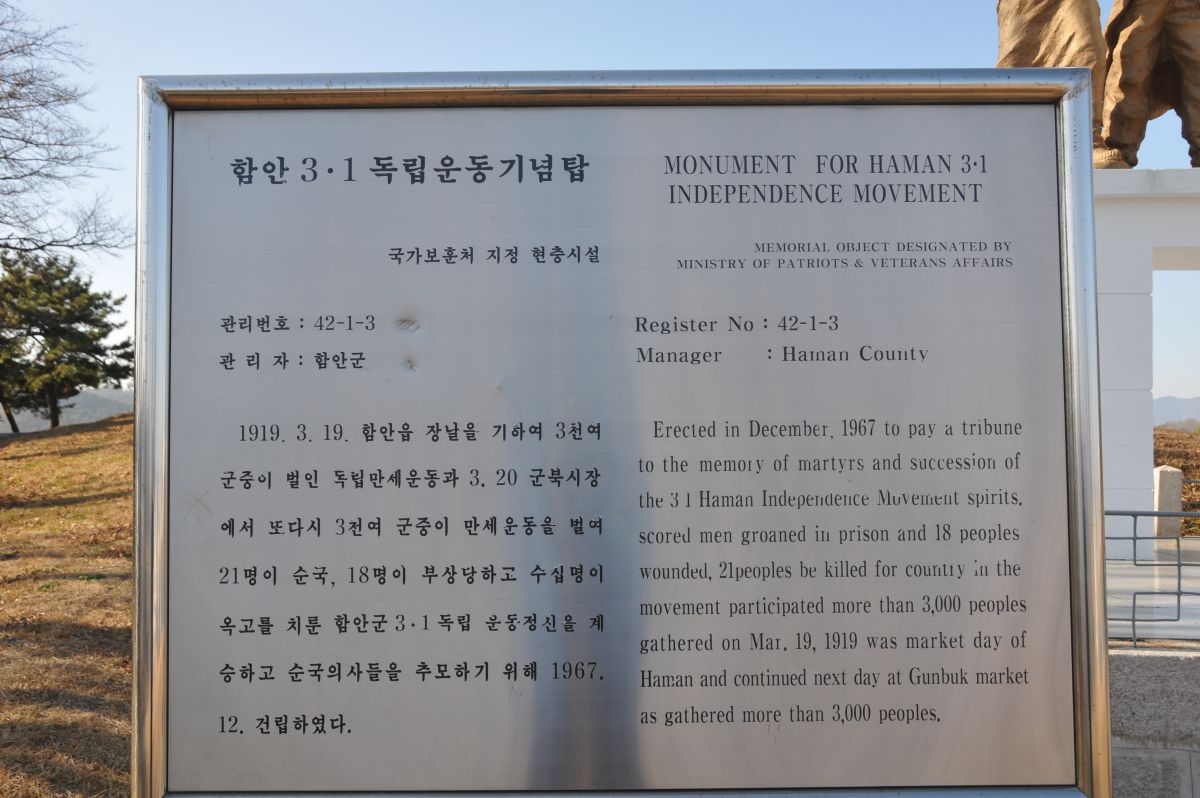 함안 3·1 독립운동기념탑
국가보훈처 지정 현충시설
관리번호 : 42-1-3
관 리 자 : 함안군
1919. 3. 19. 함안읍 장날을 기하여 3천여
군중이 벌인 독립만세운동과 3. 20 군북시장
에서 또다시 3천여 군중이 만세운동을 벌여
21명이 순국, 18명이 부상당하고 수십명이
옥고를 치룬 함안군 3·1 독립 운동정신을 계
승하고 순국의사들을 추모하기 위해 1967.
12. 건립하였다.
MONUMENT FOR HAMAN 3·1
INDEPENDENCE MOVEMENT
MEMORIAL OBJECT DESIGNATED BY
MINISTRY OF PATRIOTS & VETERANS AFFAIRS
Register No : 42-1-3
Manager : Haman County
Erected in December, 1967 to pay a tribune
to the memory of martyrs and succession of
the 3 1 Haman Independence Movement spirits.
scored men groaned in prison and 18 peoples
wounded, 21peoples be killed for country in the
movement participated more than 3,000 peoples
gathered on Mar. 19, 1919 was market day of
Haman and continued next day at Gunbuk market
as gathered more than 3,000 peoples.